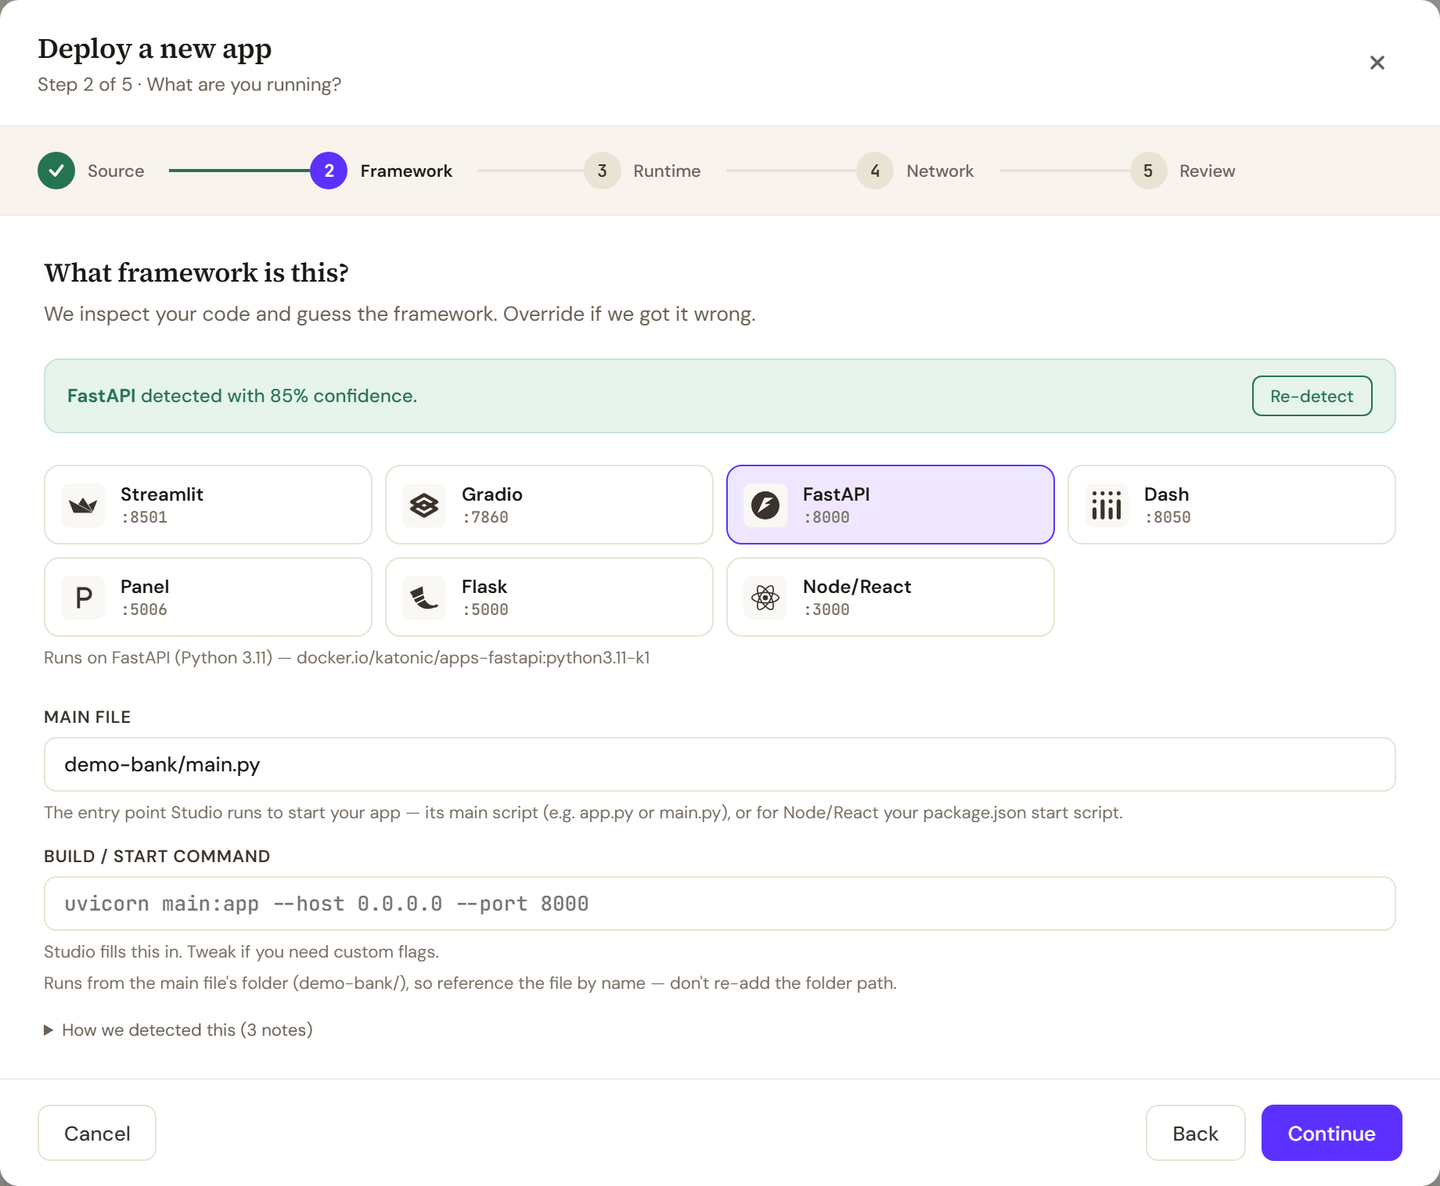 Deploy a new app
Step 2 of 5 · What are you running?
Source
2 Framework
3 Runtime
4 Network
5 Review
What framework is this?
We inspect your code and guess the framework. Override if we got it wrong.
FastAPI detected with 85% confidence.
Re-detect
Streamlit
:8501
Gradio
:7860
FastAPI
:8000
Dash
:8050
P
Panel
:5006
Flask
:5000
Node/React
:3000
Runs on FastAPI (Python 3.11) — docker.io/katonic/apps-fastapi:python3.11-k1
MAIN FILE
demo-bank/main.py
The entry point Studio runs to start your app — its main script (e.g. app.py or main.py), or for Node/React your package.json start script.
BUILD / START COMMAND
uvicorn main:app --host 0.0.0.0 --port 8000
Studio fills this in. Tweak if you need custom flags.
Runs from the main file's folder (demo-bank/), so reference the file by name — don't re-add the folder path.
How we detected this (3 notes)
Cancel
Back
Continue